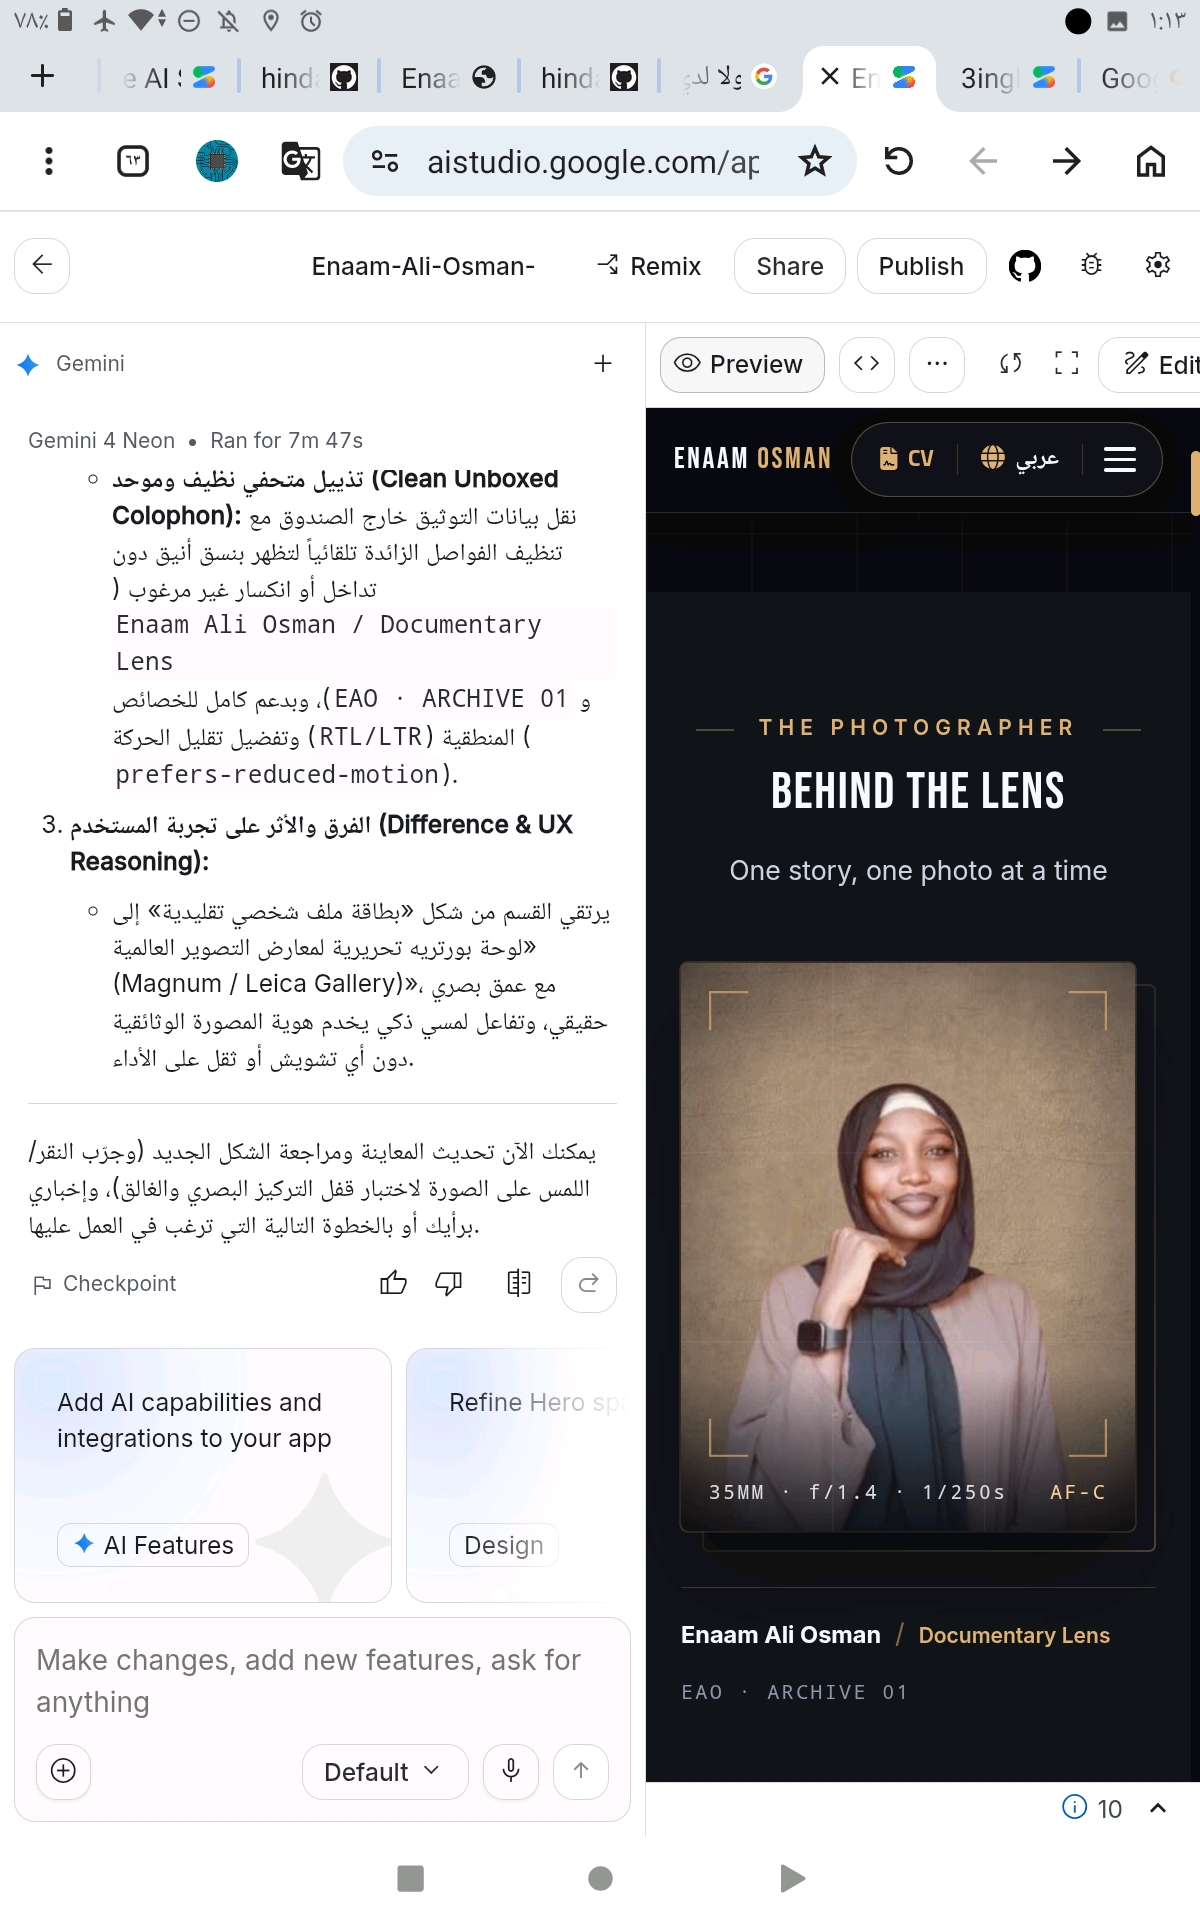 ٧٨٪
١:١٣
e AI S
hinda
Enaa
hinda
ولا لدي
En
3ingl
Goo
٦٣
aistudio.google.com/ap
Enaam-Ali-Osman-
Remix
Share
Publish
Gemini
Preview
Edit
Gemini 4 Neon • Ran for 7m 47s
تذييل متحفي نظيف وموحد (Clean Unboxed
Colophon): نقل بيانات التوثيق خارج الصندوق مع
تنظيف الفواصل الزائدة تلقائياً لتظهر بنسق أنيق دون
تداخل أو انكسار غير مرغوب (
Enaam Ali Osman / Documentary
Lens
و EAO · ARCHIVE 01)، وبدعم كامل للخصائص
المنطقية (RTL/LTR) وتفضيل تقليل الحركة (
prefers-reduced-motion).
3. الفرق والأثر على تجربة المستخدم (Difference & UX
Reasoning):
يرتقي القسم من شكل «بطاقة ملف شخصي تقليدية» إلى
«لوحة بورتريه تحريرية لمعارض التصوير العالمية
(Magnum / Leica Gallery)»، مع عمق بصري
حقيقي، وتفاعل لمسي ذكي يخدم هوية المصورة الوثائقية
دون أي تشويش أو ثقل على الأداء.
يمكنك الآن تحديث المعاينة ومراجعة الشكل الجديد (وجرّب النقر/
اللمس على الصورة لاختبار قفل التركيز البصري والغالق)، وإخباري
برأيك أو بالخطوة التالية التي ترغب في العمل عليها.
Checkpoint
Add AI capabilities and
integrations to your app
AI Features
Refine Hero spa
Design
Make changes, add new features, ask for
anything
Default
ENAAM OSMAN
CV
عربي
THE PHOTOGRAPHER
BEHIND THE LENS
One story, one photo at a time
35MM · f/1.4 · 1/250s
AF-C
Enaam Ali Osman / Documentary Lens
EAO · ARCHIVE 01
10